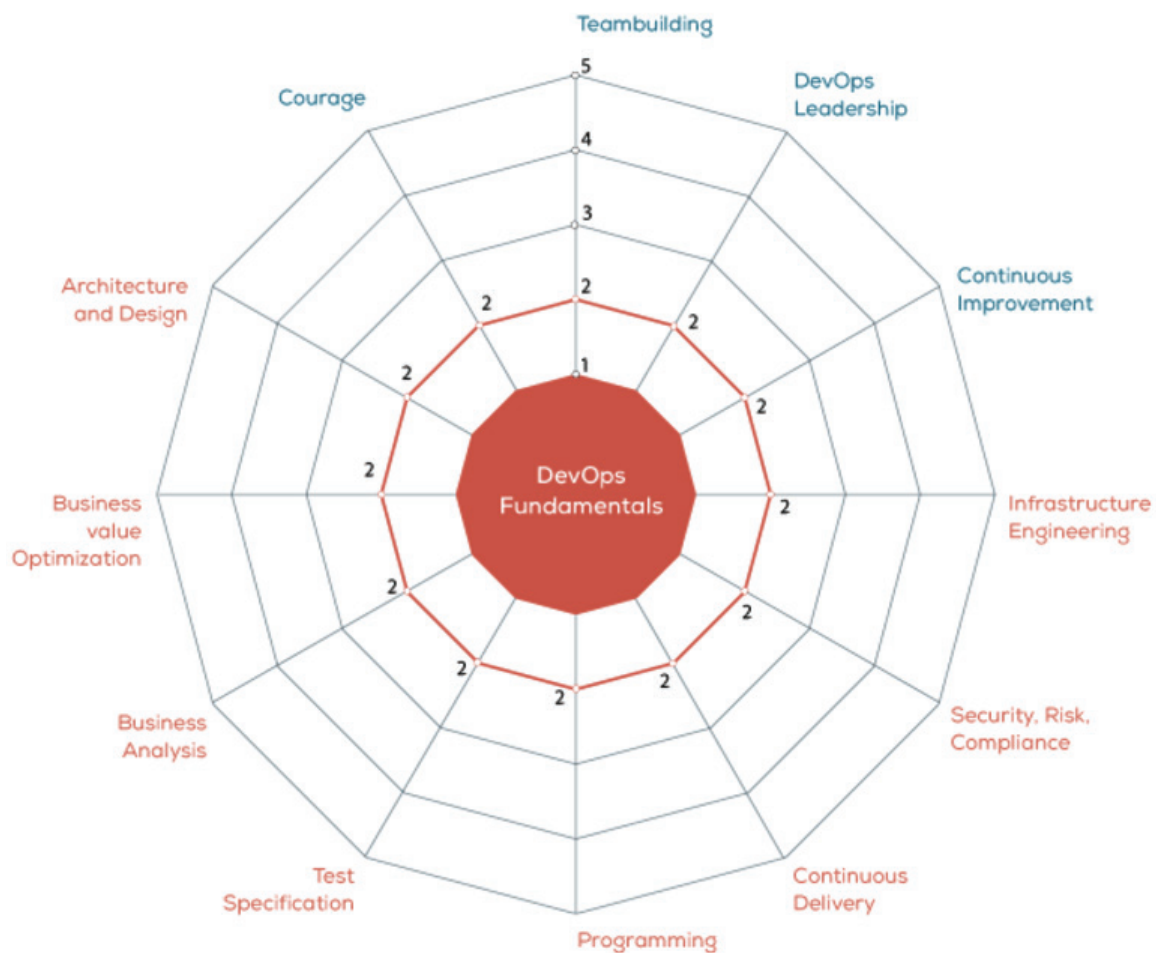 Teambuilding
5
DevOps
Leadership
Courage
4
3
Continuous
Improvement
Architecture
and Design
2
2
2
2
2
1
DevOps
Fundamentals
2
2
Business
value
Optimization
Infrastructure
Engineering
2
2
2
2
2
Security, Risk,
Compliance
Business
Analysis
Test
Specification
Continuous
Delivery
Programming